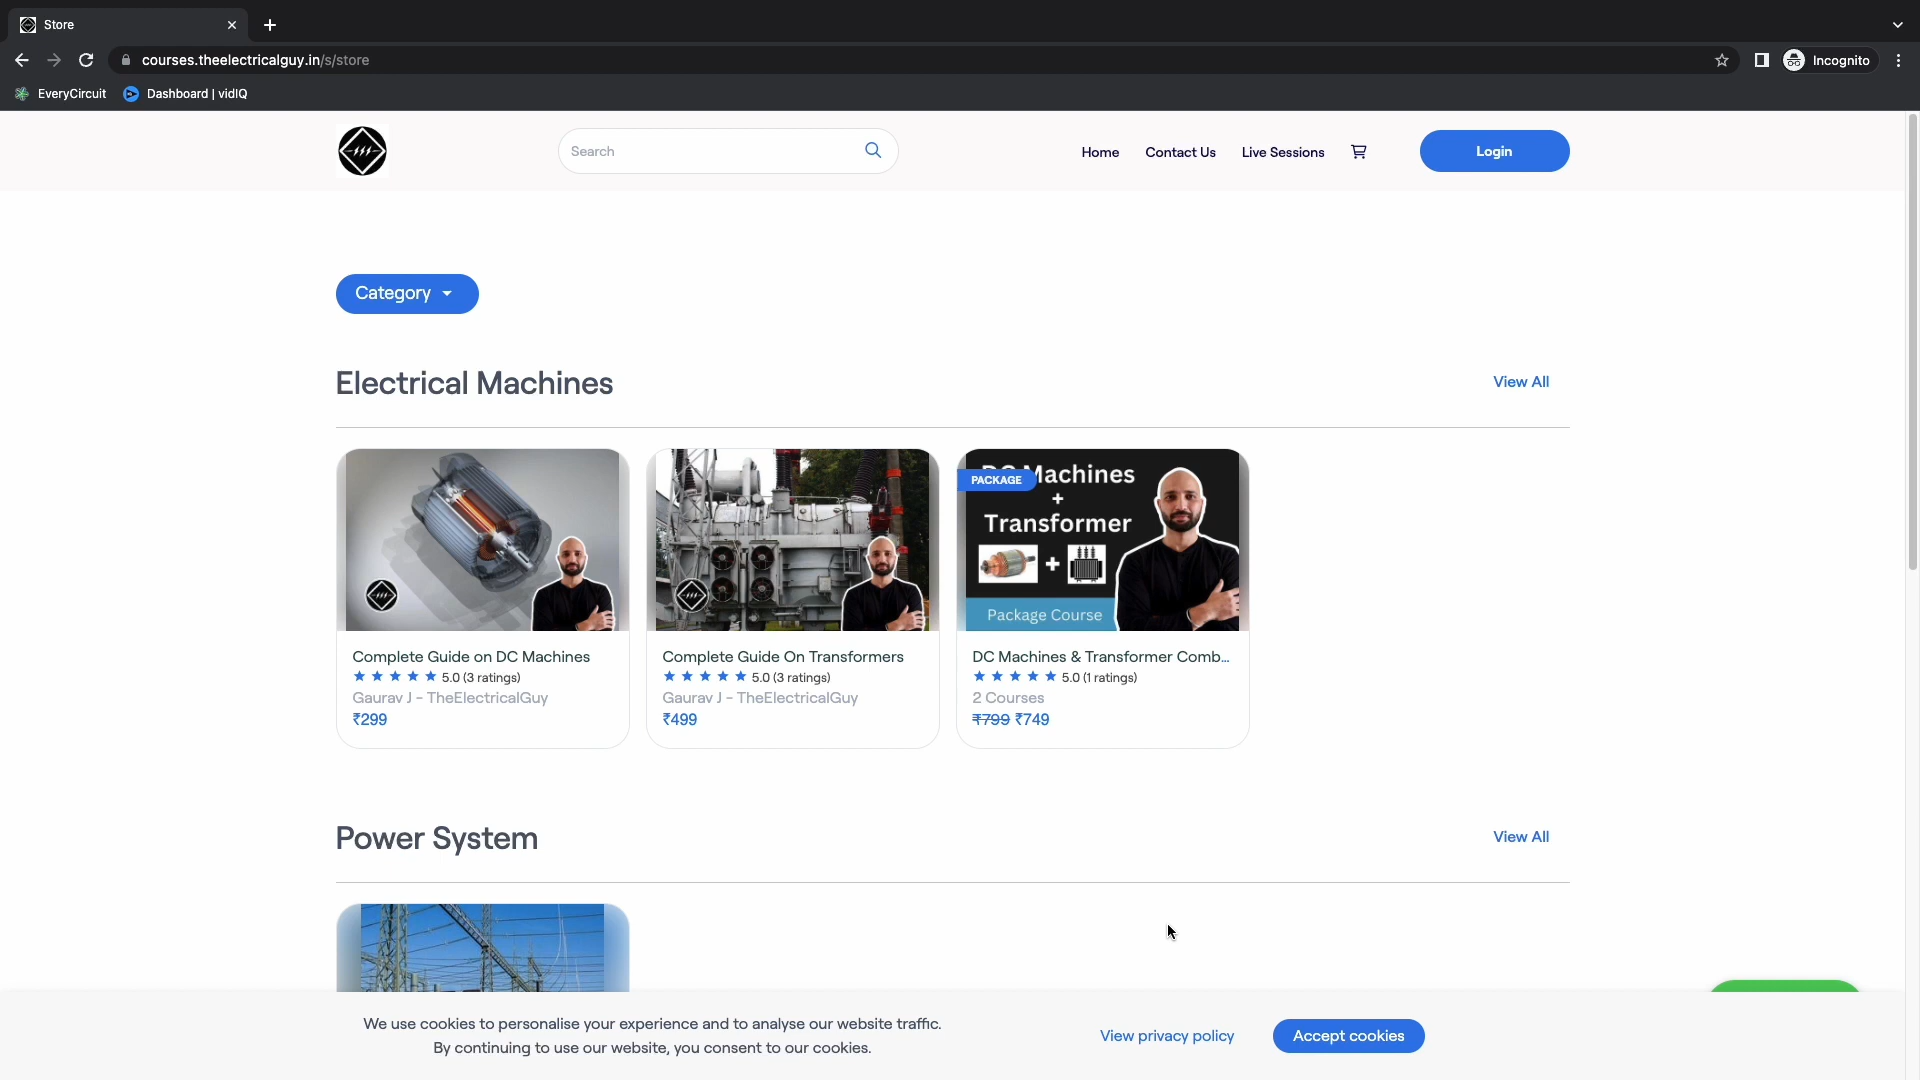 Store
courses.theelectricalguy.in/s/store
Incognito
EveryCircuit
Dashboard | vidIQ
Search
Home
Contact Us
Live Sessions
Login
Category
Electrical Machines
View All
PACKAGE
DC Machines
+
Transformer
+
Package Course
Complete Guide on DC Machines
5.0 (3 ratings)
Gaurav J - TheElectricalGuy
₹299
Complete Guide On Transformers
5.0 (3 ratings)
Gaurav J - TheElectricalGuy
₹499
DC Machines & Transformer Comb...
5.0 (1 ratings)
2 Courses
₹799 ₹749
Power System
View All
We use cookies to personalise your experience and to analyse our website traffic.
By continuing to use our website, you consent to our cookies.
View privacy policy
Accept cookies